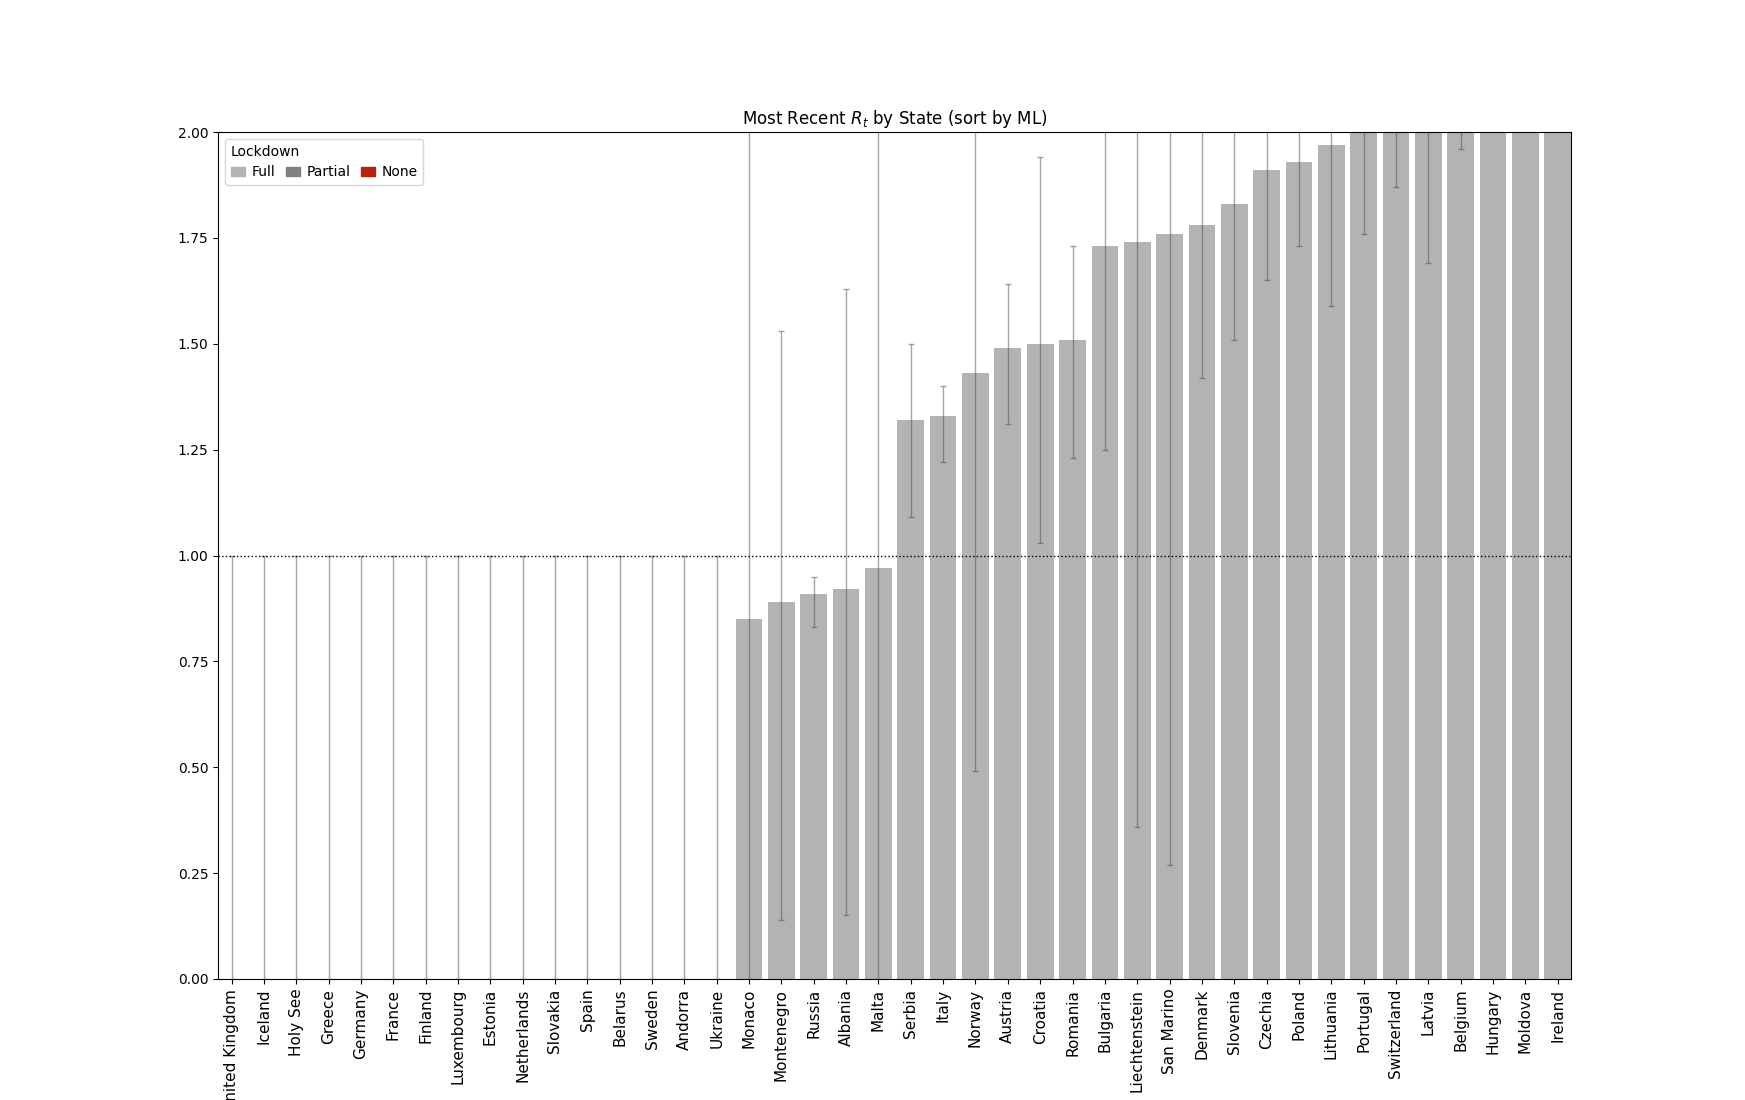 Most Recent Rt by State (sort by ML)
2.00
Lockdown
Full Partial None
1.75
1.50
1.25
1.00
0.75
0.50
0.25
0.00
nited Kingdom
Iceland
Holy See
Greece
Germany
France
Finland
Luxembourg
Estonia
Netherlands
Slovakia
Spain
Belarus
Sweden
Andorra
Ukraine
Monaco
Montenegro
Russia
Albania
Malta
Serbia
Italy
Norway
Austria
Croatia
Romania
Bulgaria
Liechtenstein
San Marino
Denmark
Slovenia
Czechia
Poland
Lithuania
Portugal
Switzerland
Latvia
Belgium
Hungary
Moldova
Ireland